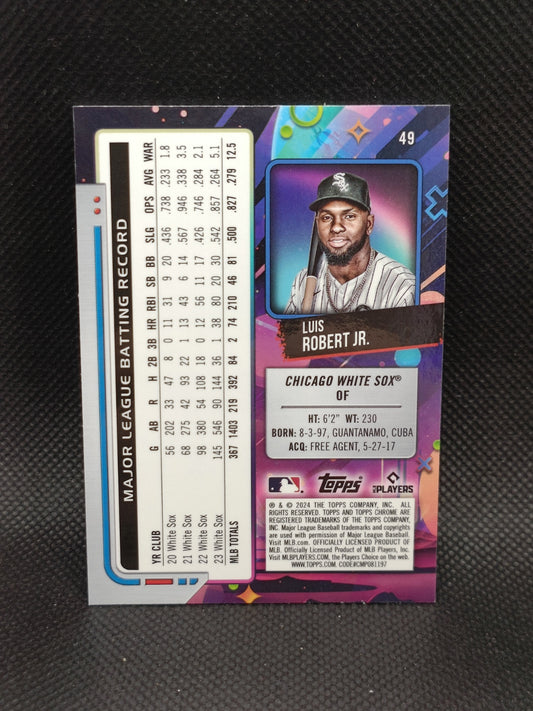 MAJOR LEAGUE BATTING RECORD
YR CLUB G AB R H 2B 3B HR RBI BB SB SLG OPS AVG WAR
20 White Sox 56 202 33 47 8 0 11 31 20 9 .436 .738 .233 1.8
21 White Sox 68 275 42 93 22 1 13 43 14 6 .567 .946 .338 3.5
22 White Sox 98 380 54 108 18 0 12 56 17 11 .426 .746 .284 2.1
23 White Sox 145 546 90 144 36 1 38 80 30 20 .542 .857 .264 5.1
MLB TOTALS 367 1403 219 392 84 2 74 210 81 46 .500 .827 .279 12.5
49
LUIS
ROBERT JR.
CHICAGO WHITE SOX®
OF
HT: 6'2" WT: 230
BORN: 8-3-97, GUANTANAMO, CUBA
ACQ: FREE AGENT, 5-27-17
topps
PLAYERS
® & © 2024 THE TOPPS COMPANY, INC. ALL
RIGHTS RESERVED. TOPPS AND TOPPS CHROME ARE
REGISTERED TRADEMARKS OF THE TOPPS COMPANY,
INC. Major League Baseball trademarks and copyrights
are used with permission of Major League Baseball.
Visit MLB.com. OFFICIALLY LICENSED PRODUCT OF
MLB. Officially Licensed Product of MLB Players, Inc.
Visit MLBPLAYERS.com, the Players Choice on the web.
WWW.TOPPS.COM. CODE#CMP081197